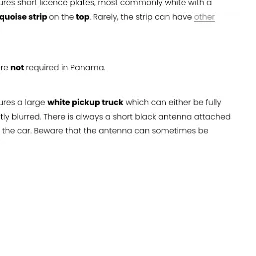 ures short licence plates, most commonly white with a
quoise strip on the top. Rarely, the strip can have other
re not required in Panama.
ures a large white pickup truck which can either be fully
tly blurred. There is always a short black antenna attached
the car. Beware that the antenna can sometimes be